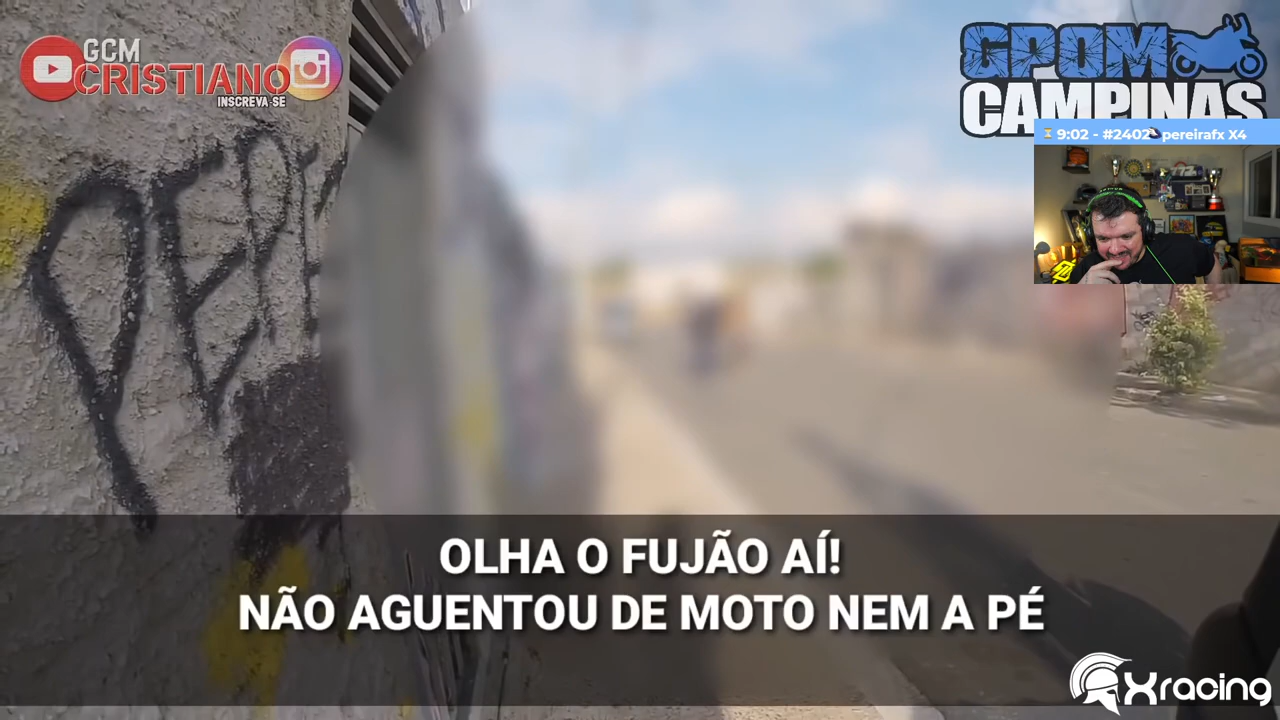 GCM
CRISTIANO
INSCREVA-SE
GPOM
CAMPINAS
9:02 - #2402 pereirafx X4
OLHA O FUJÃO AÍ!
NÃO AGUENTOU DE MOTO NEM A PÉ
Xracing